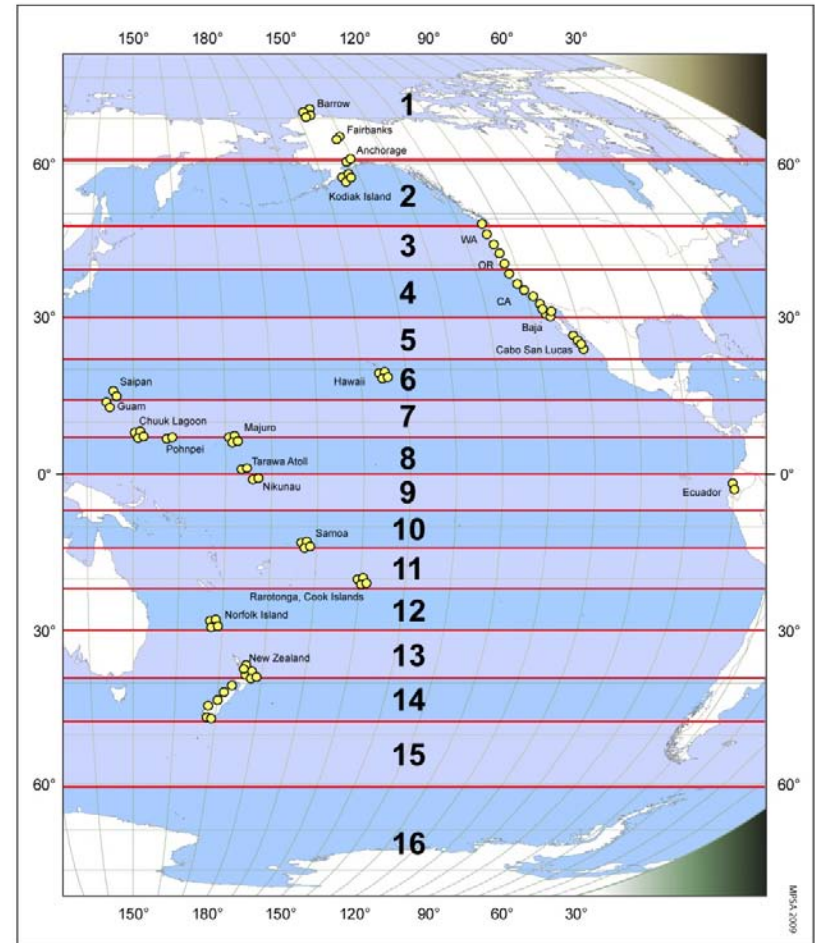 150° 180° 150° 120° 90° 60° 30°
Barrow
1
Fairbanks
Anchorage
60° 60°
2
Kodiak Island
WA
3
OR
4
CA
30° 30°
Baja
5
Cabo San Lucas
Hawaii
6
Saipan
Guam
7
Chuuk Lagoon
Majuro
Pohnpei
8
Tarawa Atoll
0° 0°
Nikunau
9
Ecuador
Samoa
10
11
Rarotonga, Cook Islands
12
Norfolk Island
30° 30°
New Zealand
13
14
15
60° 60°
16
150° 180° 150° 120° 90° 60° 30°
MPSA 2009